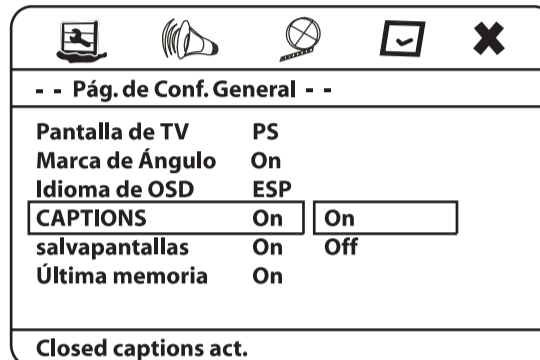 - - Pág. de Conf. General - -
Pantalla de TV PS
Marca de Ángulo On
Idioma de OSD ESP
CAPTIONS On On
salvapantallas On Off
Última memoria On
Closed captions act.